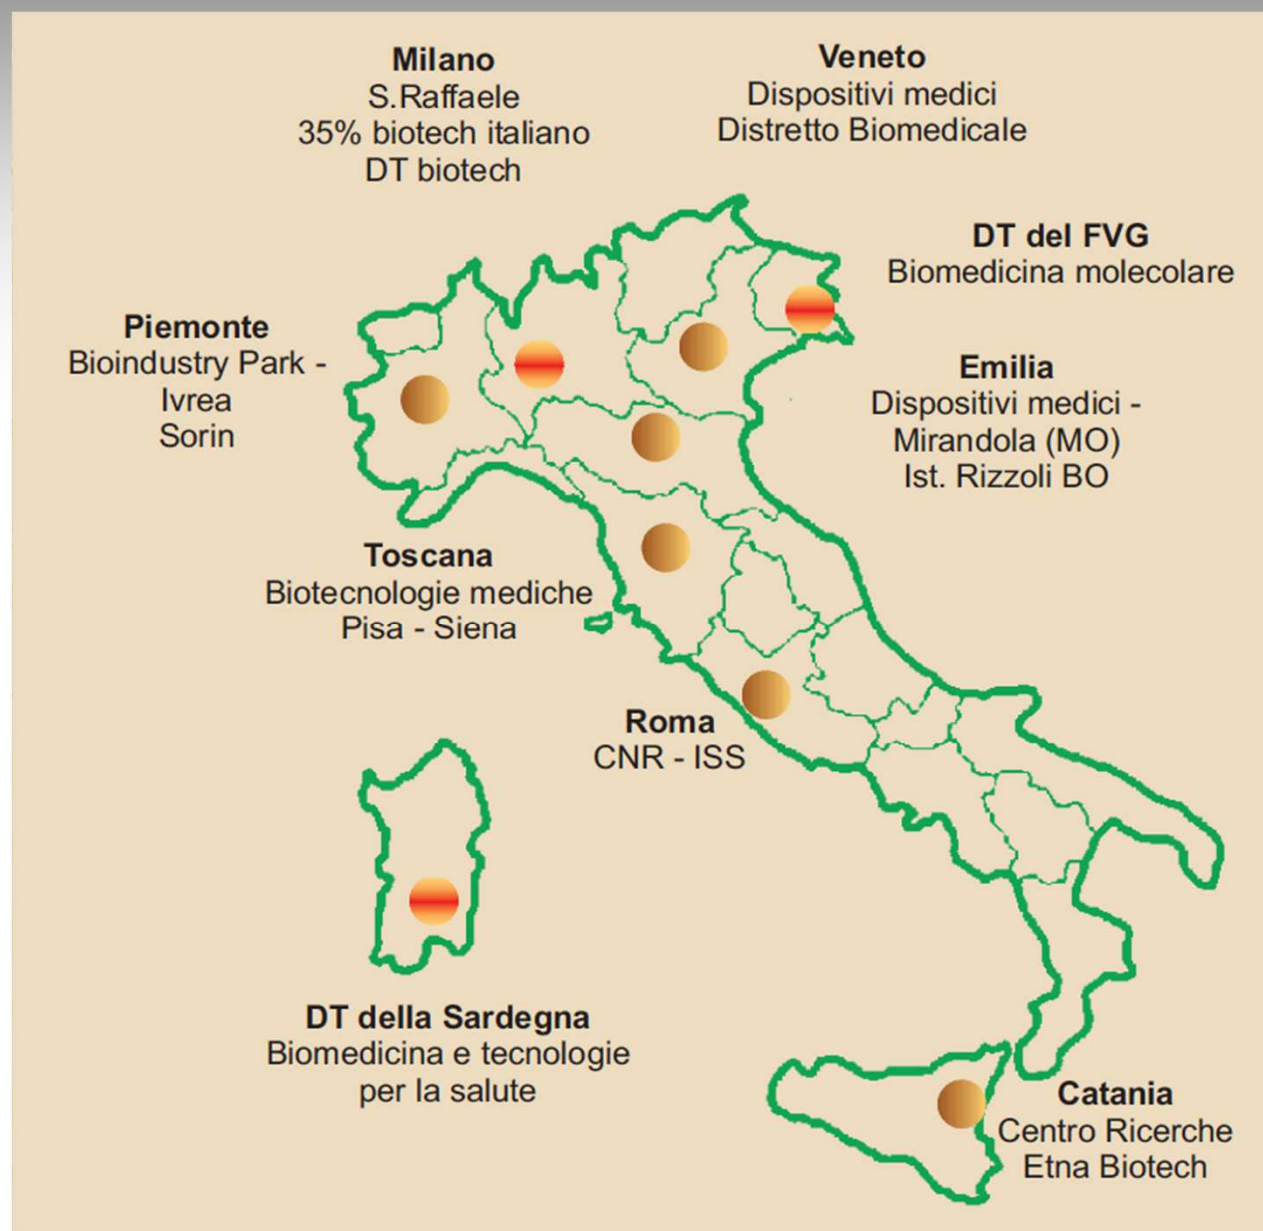 Milano
S.Raffaele
35% biotech italiano
DT biotech
Veneto
Dispositivi medici
Distretto Biomedicale
DT del FVG
Biomedicina molecolare
Piemonte
Bioindustry Park -
Ivrea
Sorin
Emilia
Dispositivi medici -
Mirandola (MO)
Ist. Rizzoli BO
Toscana
Biotecnologie mediche
Pisa - Siena
Roma
CNR - ISS
DT della Sardegna
Biomedicina e tecnologie
per la salute
Catania
Centro Ricerche
Etna Biotech